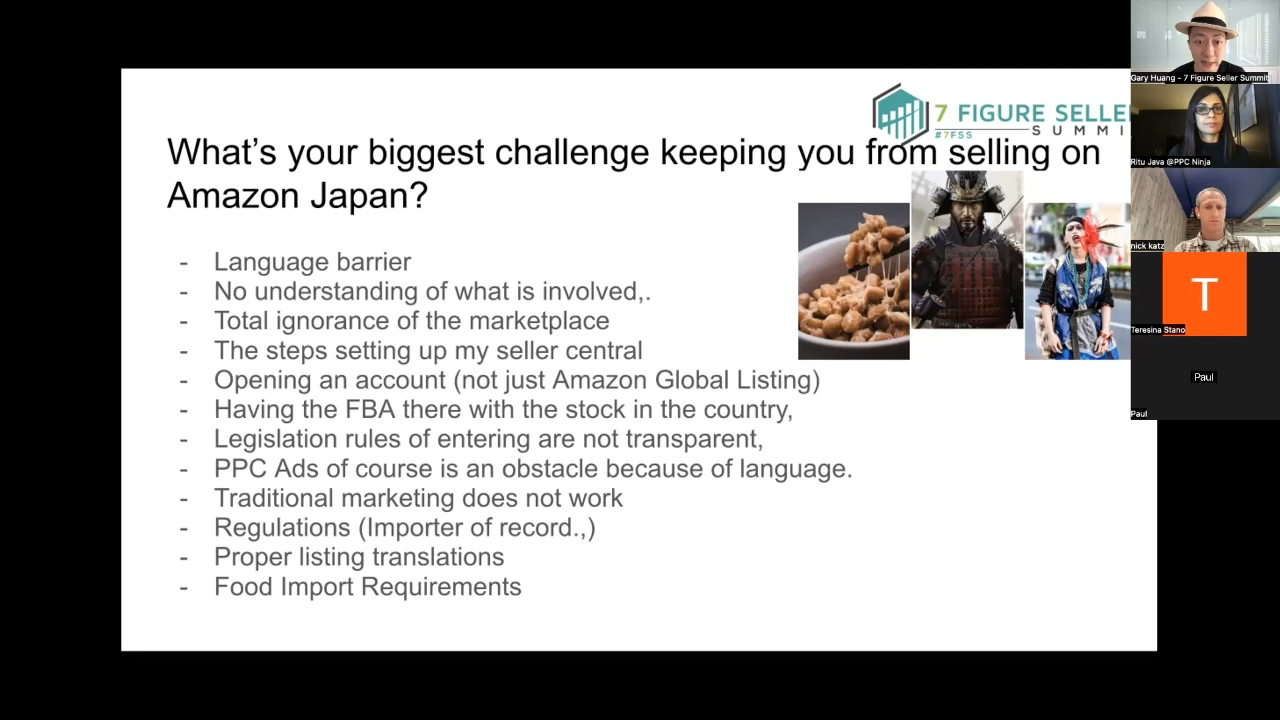 7 FIGURE SELLE
#7FSS SUMMI
What's your biggest challenge keeping you from selling on
Amazon Japan?
- Language barrier
- No understanding of what is involved,.
- Total ignorance of the marketplace
- The steps setting up my seller central
- Opening an account (not just Amazon Global Listing)
- Having the FBA there with the stock in the country,
- Legislation rules of entering are not transparent,
- PPC Ads of course is an obstacle because of language.
- Traditional marketing does not work
- Regulations (Importer of record.,)
- Proper listing translations
- Food Import Requirements
Gary Huang - 7 Figure Seller Summit
Ritu Java @PPC Ninja
nick katz
T
Teresina Stano
Paul
Paul